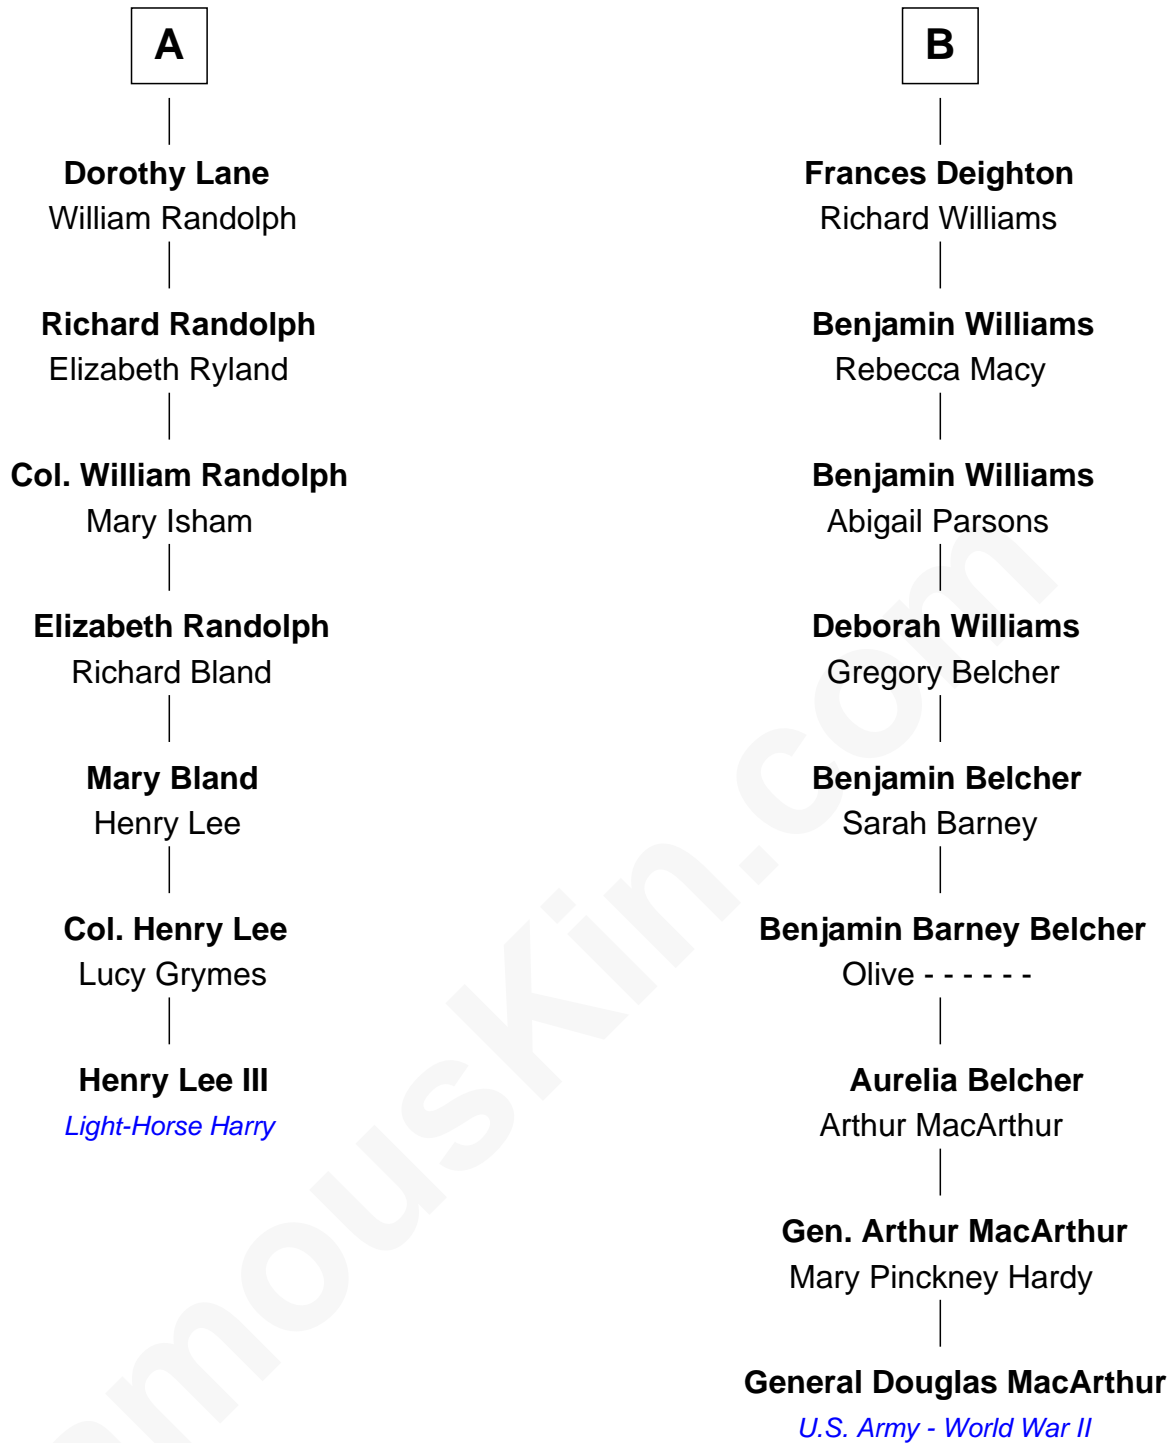 A
Dorothy Lane
William Randolph
Richard Randolph
Elizabeth Ryland
Col. William Randolph
Mary Isham
Elizabeth Randolph
Richard Bland
Mary Bland
Henry Lee
Col. Henry Lee
Lucy Grymes
Henry Lee III
Light-Horse Harry
B
Frances Deighton
Richard Williams
Benjamin Williams
Rebecca Macy
Benjamin Williams
Abigail Parsons
Deborah Williams
Gregory Belcher
Benjamin Belcher
Sarah Barney
Benjamin Barney Belcher
Olive - - - - - -
Aurelia Belcher
Arthur MacArthur
Gen. Arthur MacArthur
Mary Pinckney Hardy
General Douglas MacArthur
U.S. Army - World War II
amouskin.com